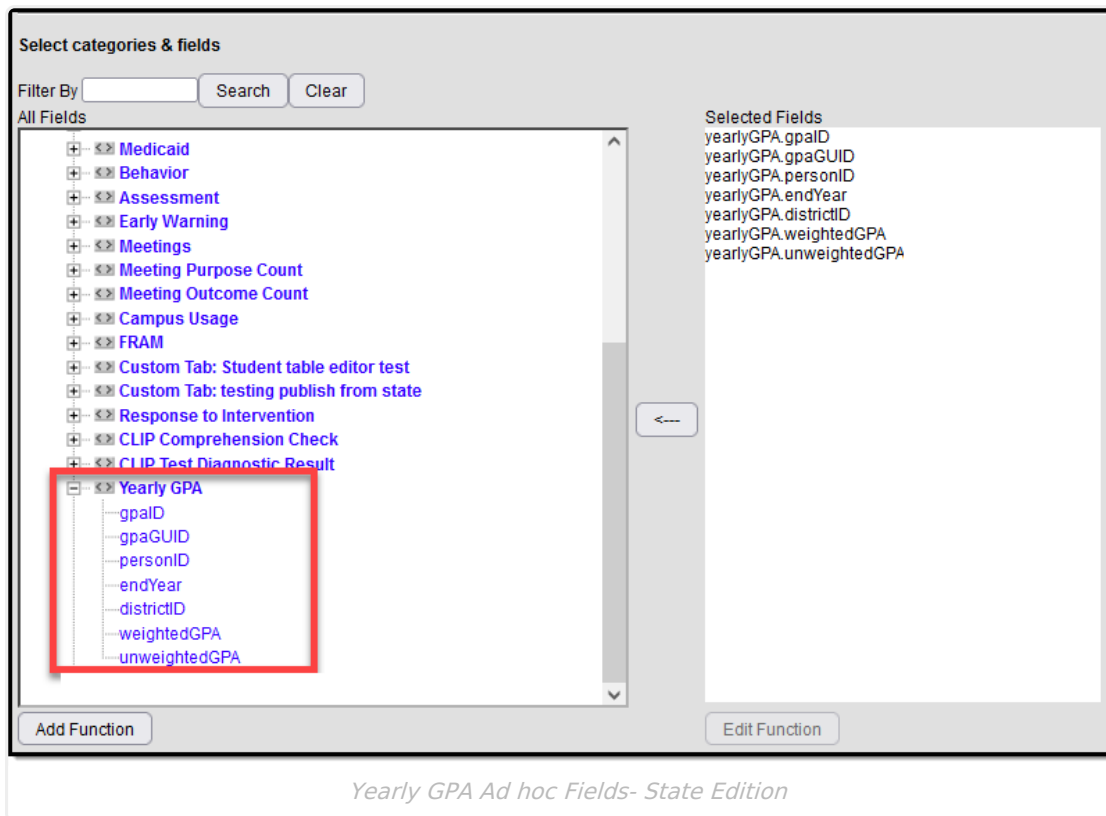 Select categories & fields
Filter By Search Clear
All Fields
Medicaid
Behavior
Assessment
Early Warning
Meetings
Meeting Purpose Count
Meeting Outcome Count
Campus Usage
FRAM
Custom Tab: Student table editor test
Custom Tab: testing publish from state
Response to Intervention
CLIP Comprehension Check
CLIP Test Diagnostic Result
Yearly GPA
gpaID
gpaGUID
personID
endYear
districtID
weightedGPA
unweightedGPA
Add Function
<---
Selected Fields
yearlyGPA.gpaID
yearlyGPA.gpaGUID
yearlyGPA.personID
yearlyGPA.endYear
yearlyGPA.districtID
yearlyGPA.weightedGPA
yearlyGPA.unweightedGPA
Edit Function
Yearly GPA Ad hoc Fields- State Edition